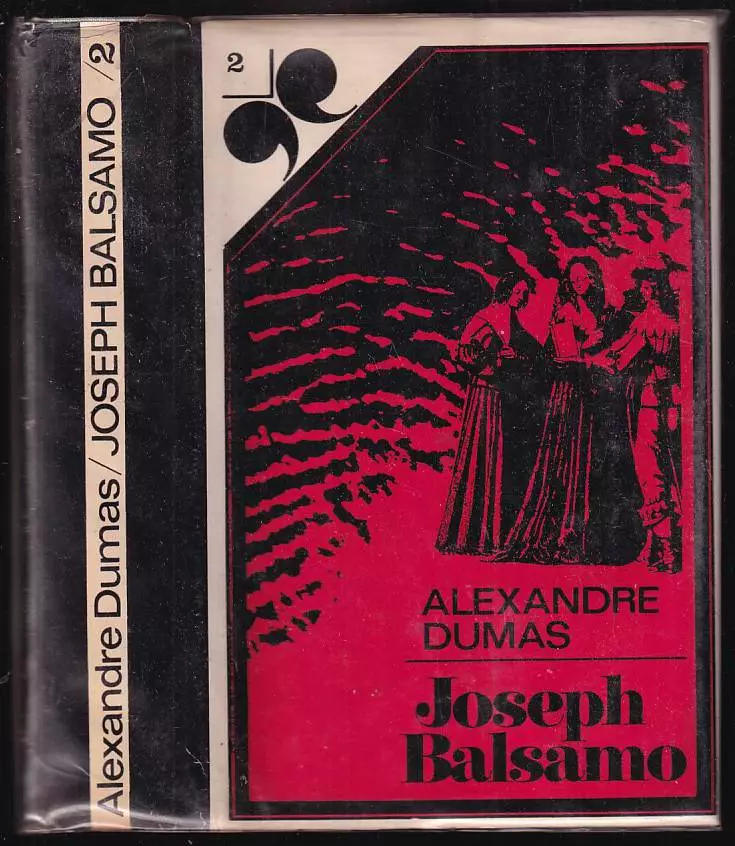 Alexandre Dumas/JOSEPH BALSAMO /2
2
ALEXANDRE
DUMAS
Joseph
Balsamo